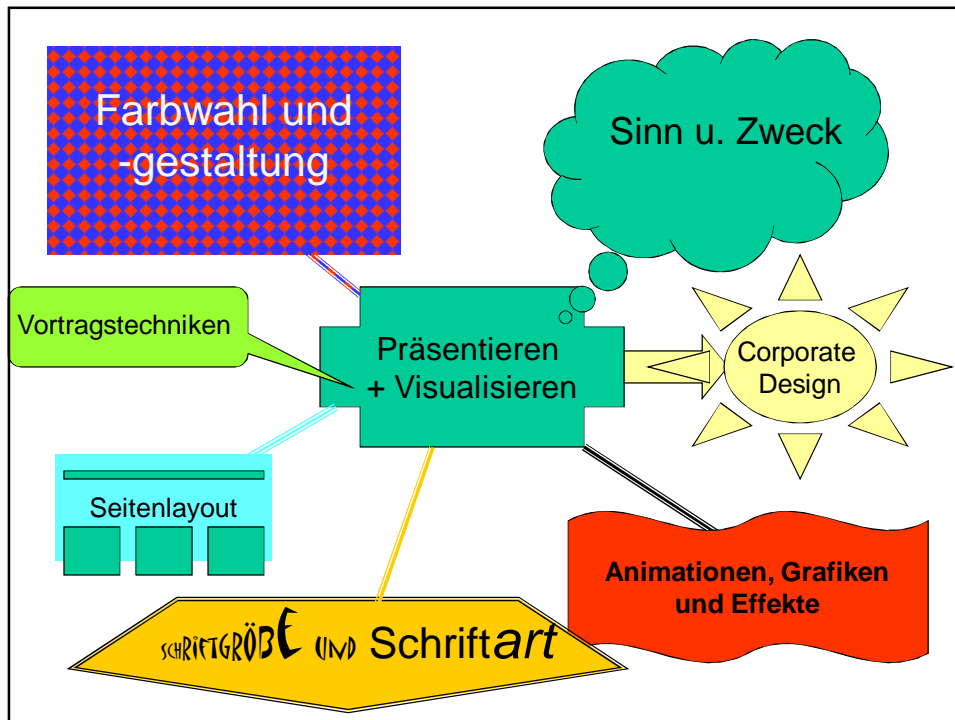 Farbwahl und
-gestaltung
Sinn u. Zweck
Vortragstechniken
Präsentieren
+ Visualisieren
Corporate
Design
Seitenlayout
Animationen, Grafiken
und Effekte
SCHRIFTGRÖßE UND Schriftart